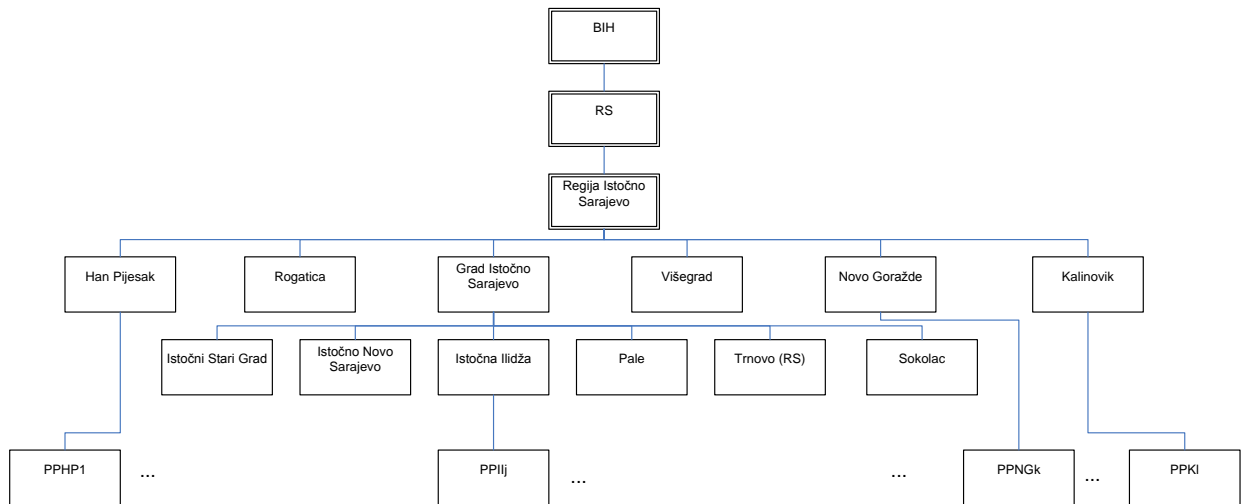 BIH
RS
Regija Istočno
Sarajevo
Han Pijesak
Rogatica
Grad Istočno
Sarajevo
Višegrad
Novo Goražde
Kalinovik
Istočni Stari Grad
Istočno Novo
Sarajevo
Istočna Ilidža
Pale
Trnovo (RS)
Sokolac
PPHP1
...
PPIIj
...
...
PPNGk
...
PPKl